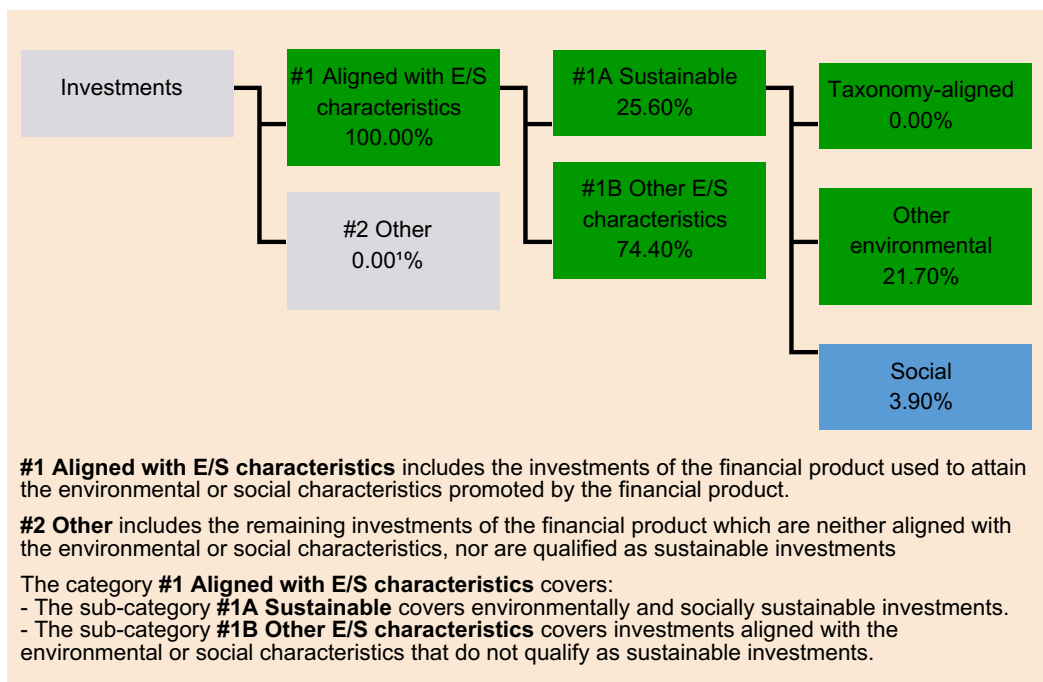 Investments
#1 Aligned with E/S
characteristics
100.00%
#2 Other
0.00¹%
#1A Sustainable
25.60%
#1B Other E/S
characteristics
74.40%
Taxonomy-aligned
0.00%
Other
environmental
21.70%
Social
3.90%
#1 Aligned with E/S characteristics includes the investments of the financial product used to attain
the environmental or social characteristics promoted by the financial product.
#2 Other includes the remaining investments of the financial product which are neither aligned with
the environmental or social characteristics, nor are qualified as sustainable investments
The category #1 Aligned with E/S characteristics covers:
- The sub-category #1A Sustainable covers environmentally and socially sustainable investments.
- The sub-category #1B Other E/S characteristics covers investments aligned with the
environmental or social characteristics that do not qualify as sustainable investments.